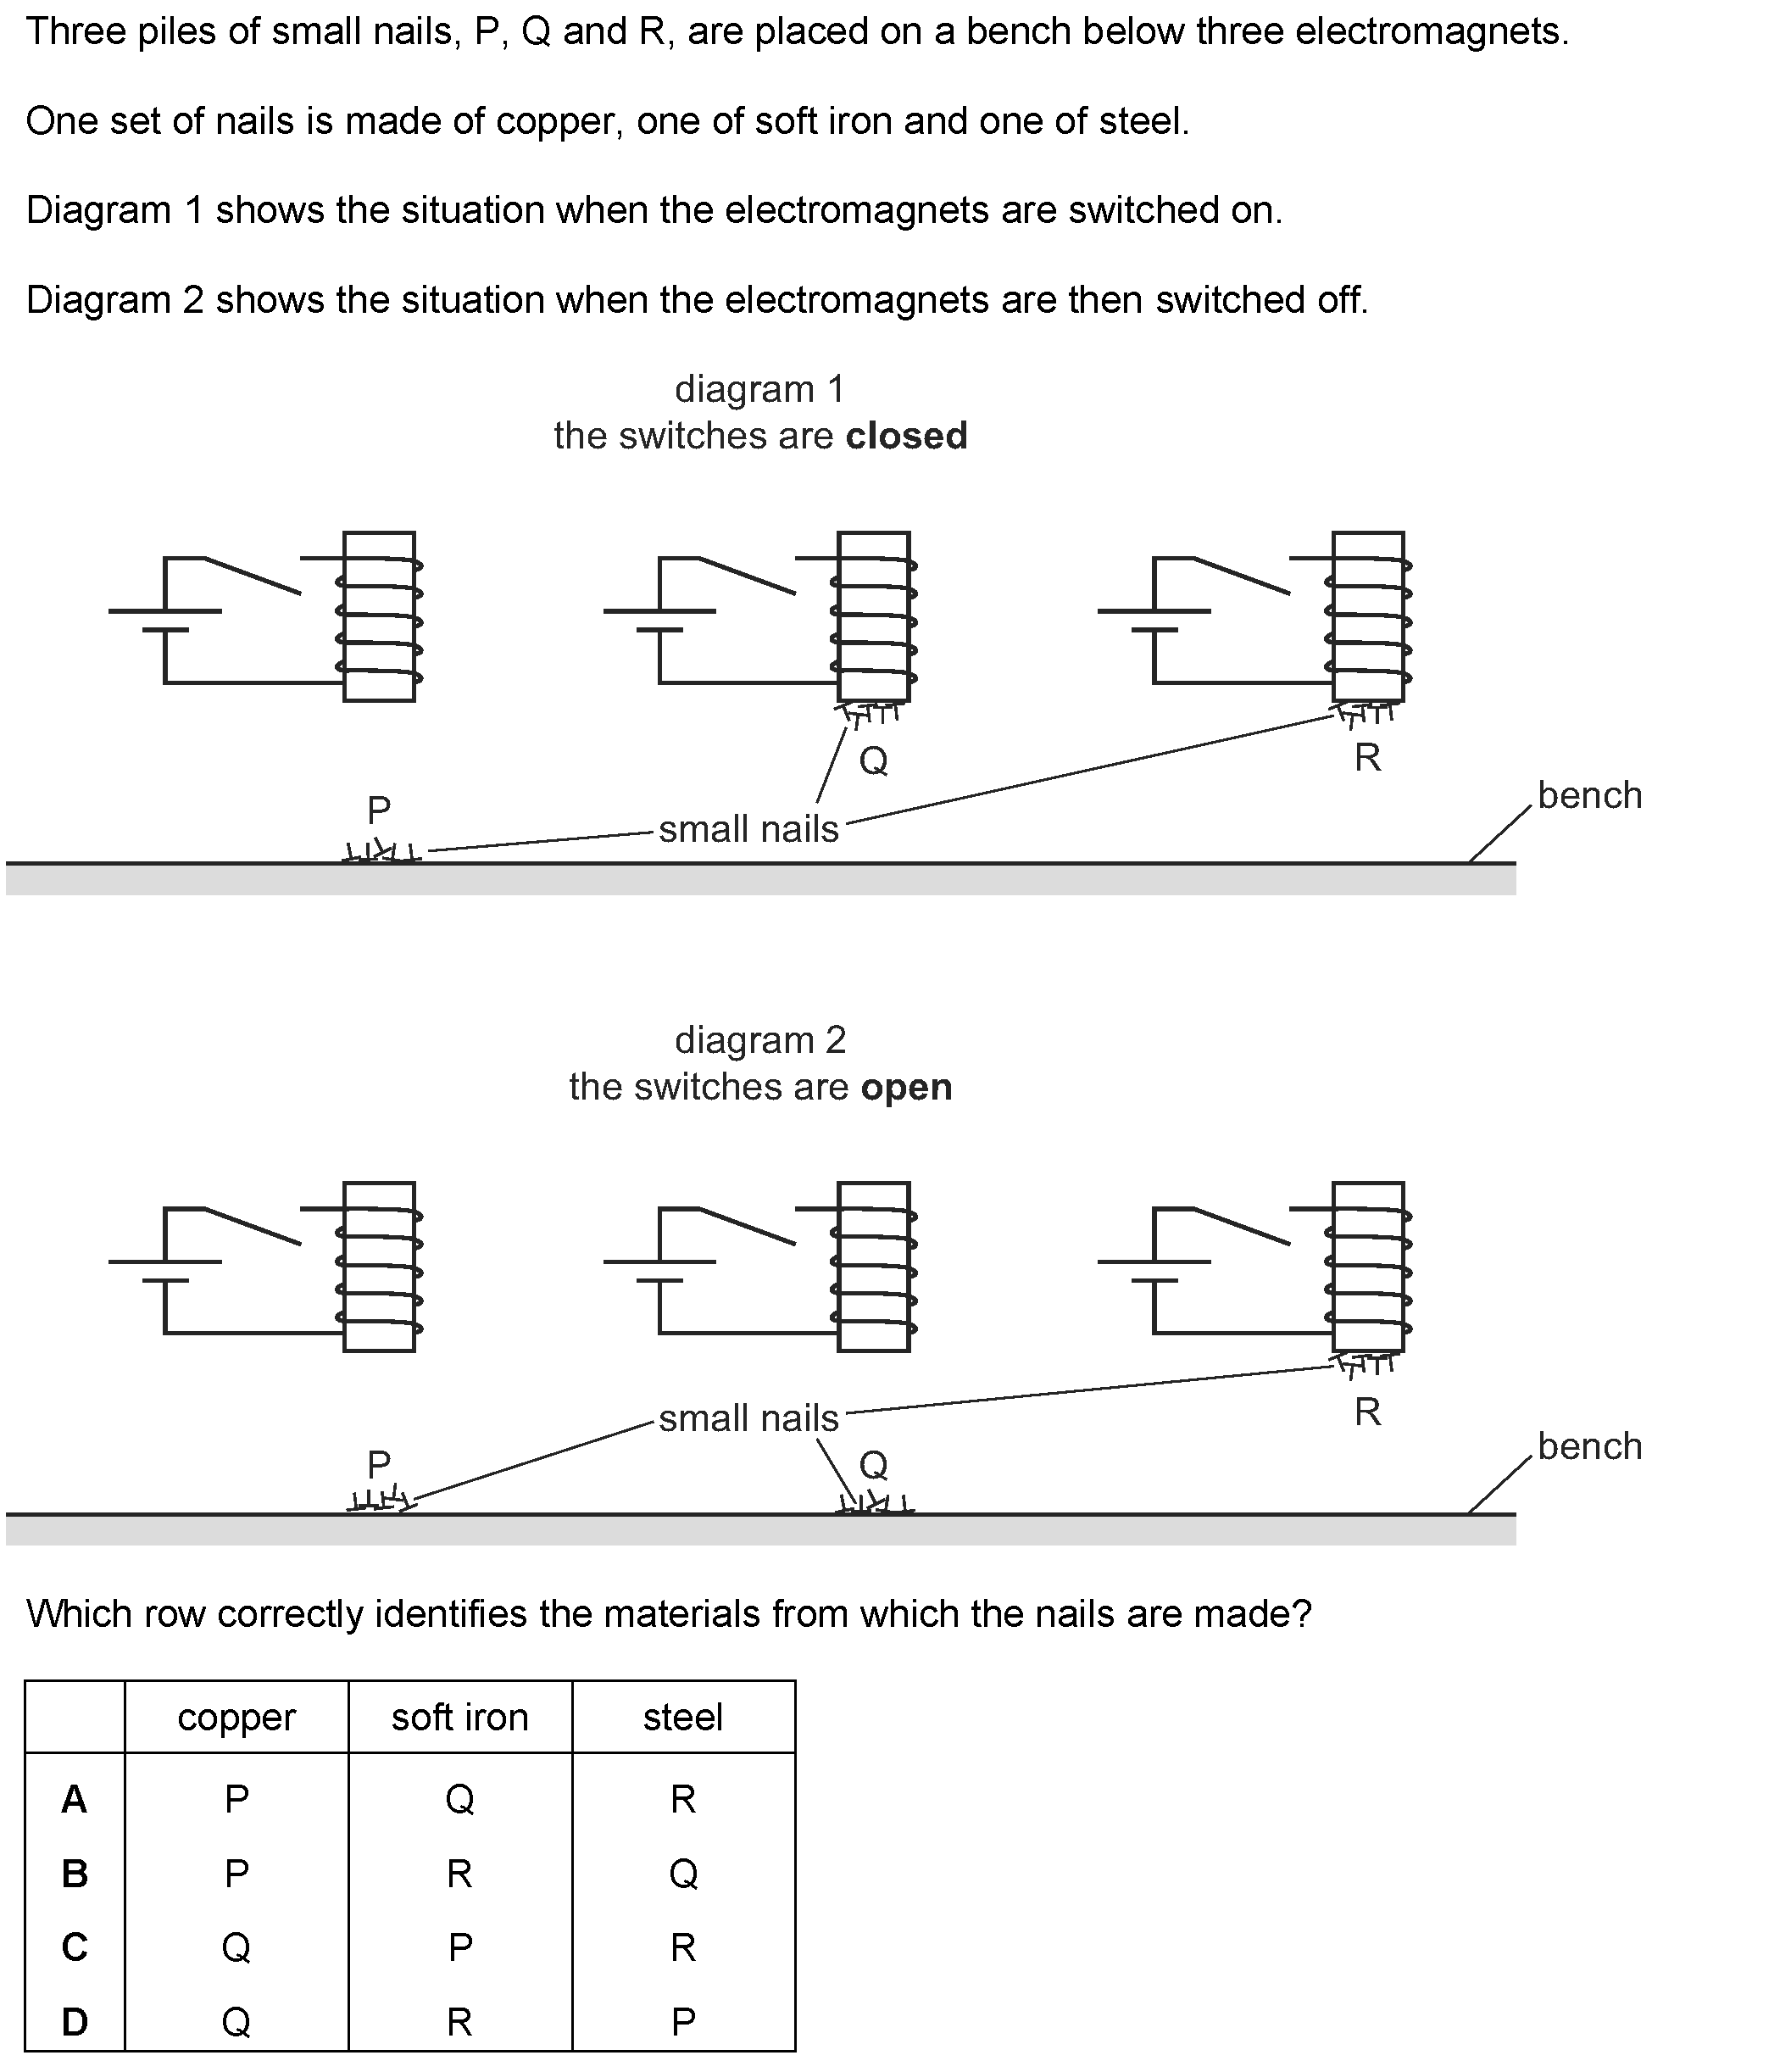 Three piles of small nails, P, Q and R, are placed on a bench below three electromagnets.
One set of nails is made of copper, one of soft iron and one of steel.
Diagram 1 shows the situation when the electromagnets are switched on.
Diagram 2 shows the situation when the electromagnets are then switched off.
diagram 1
the switches are closed
Q
R
P
small nails
bench
diagram 2
the switches are open
small nails
R
P
Q
bench
Which row correctly identifies the materials from which the nails are made?
copper soft iron steel
A P Q R
B P R Q
C Q P R
D Q R P